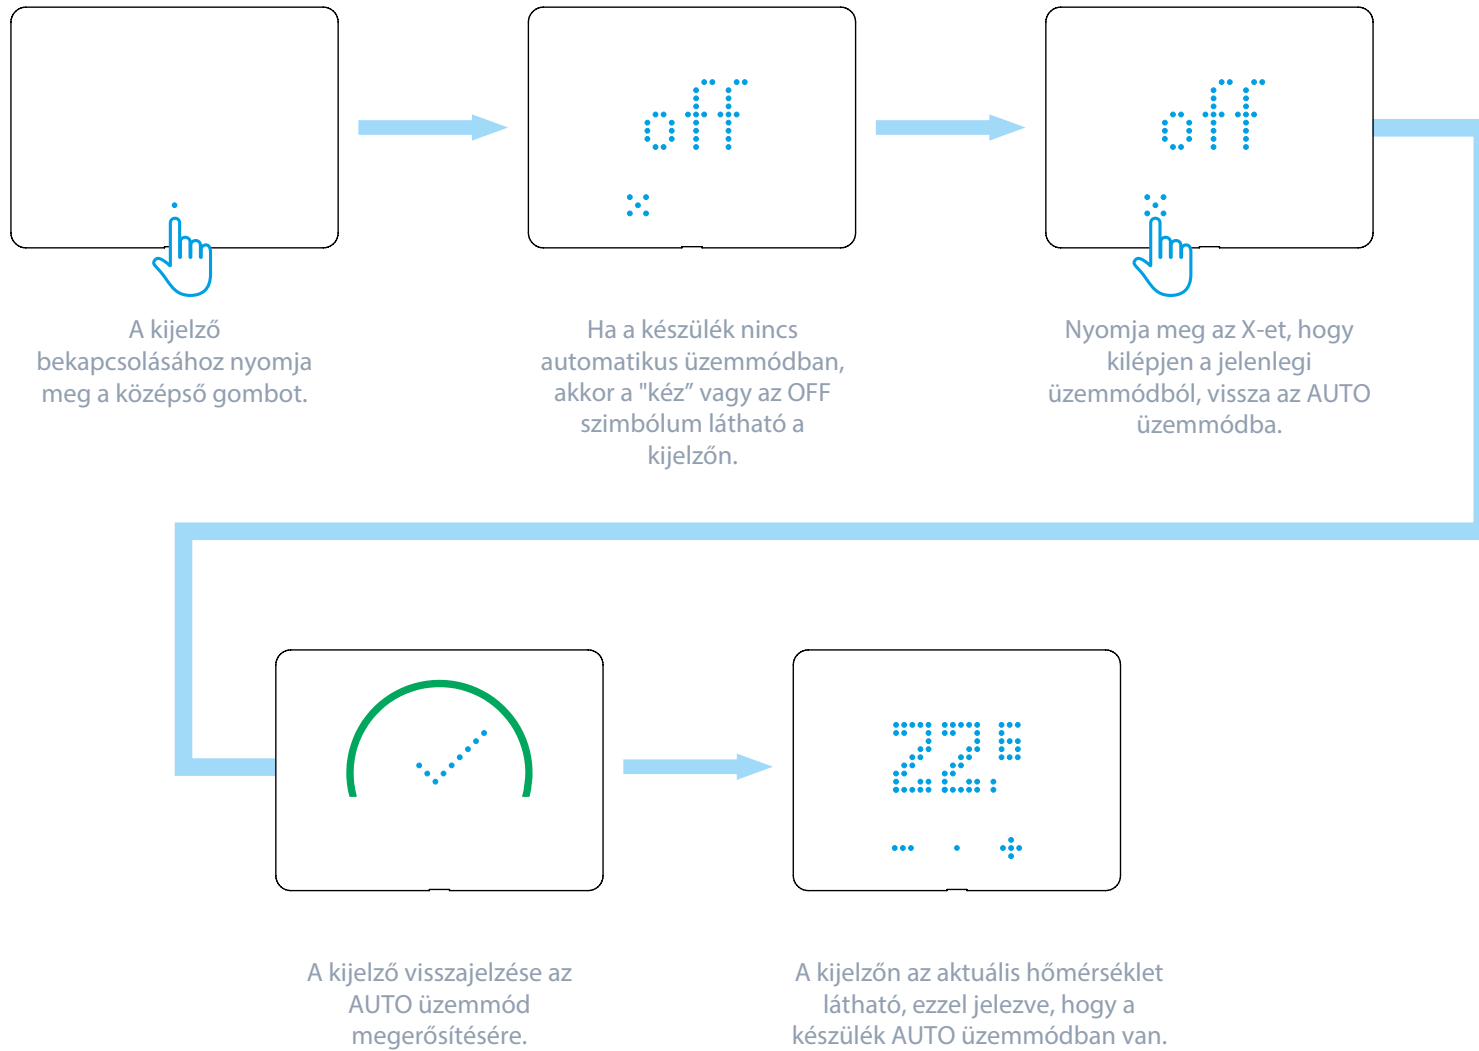 off
off
A kijelző
bekapcsolásához nyomja
meg a középső gombot.
Ha a készülék nincs
automatikus üzemmódban,
akkor a "kéz” vagy az OFF
szimbólum látható a
kijelzőn.
Nyomja meg az X-et, hogy
kilépjen a jelenlegi
üzemmódból, vissza az AUTO
üzemmódba.
22.6
A kijelző visszajelzése az
AUTO üzemmód
megerősítésére.
A kijelzőn az aktuális hőmérséklet
látható, ezzel jelezve, hogy a
készülék AUTO üzemmódban van.